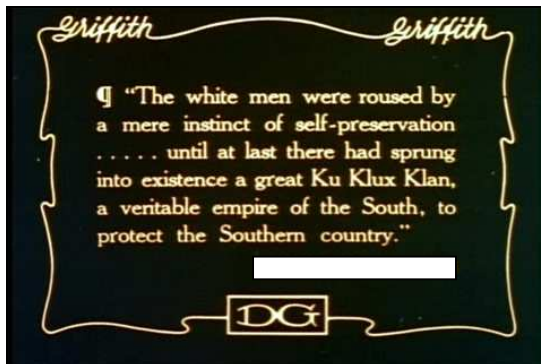 Griffith Griffith
¶ "The white men were roused by
a mere instinct of self-preservation
. . . . . until at last there had sprung
into existence a great Ku Klux Klan,
a veritable empire of the South, to
protect the Southern country."
DG